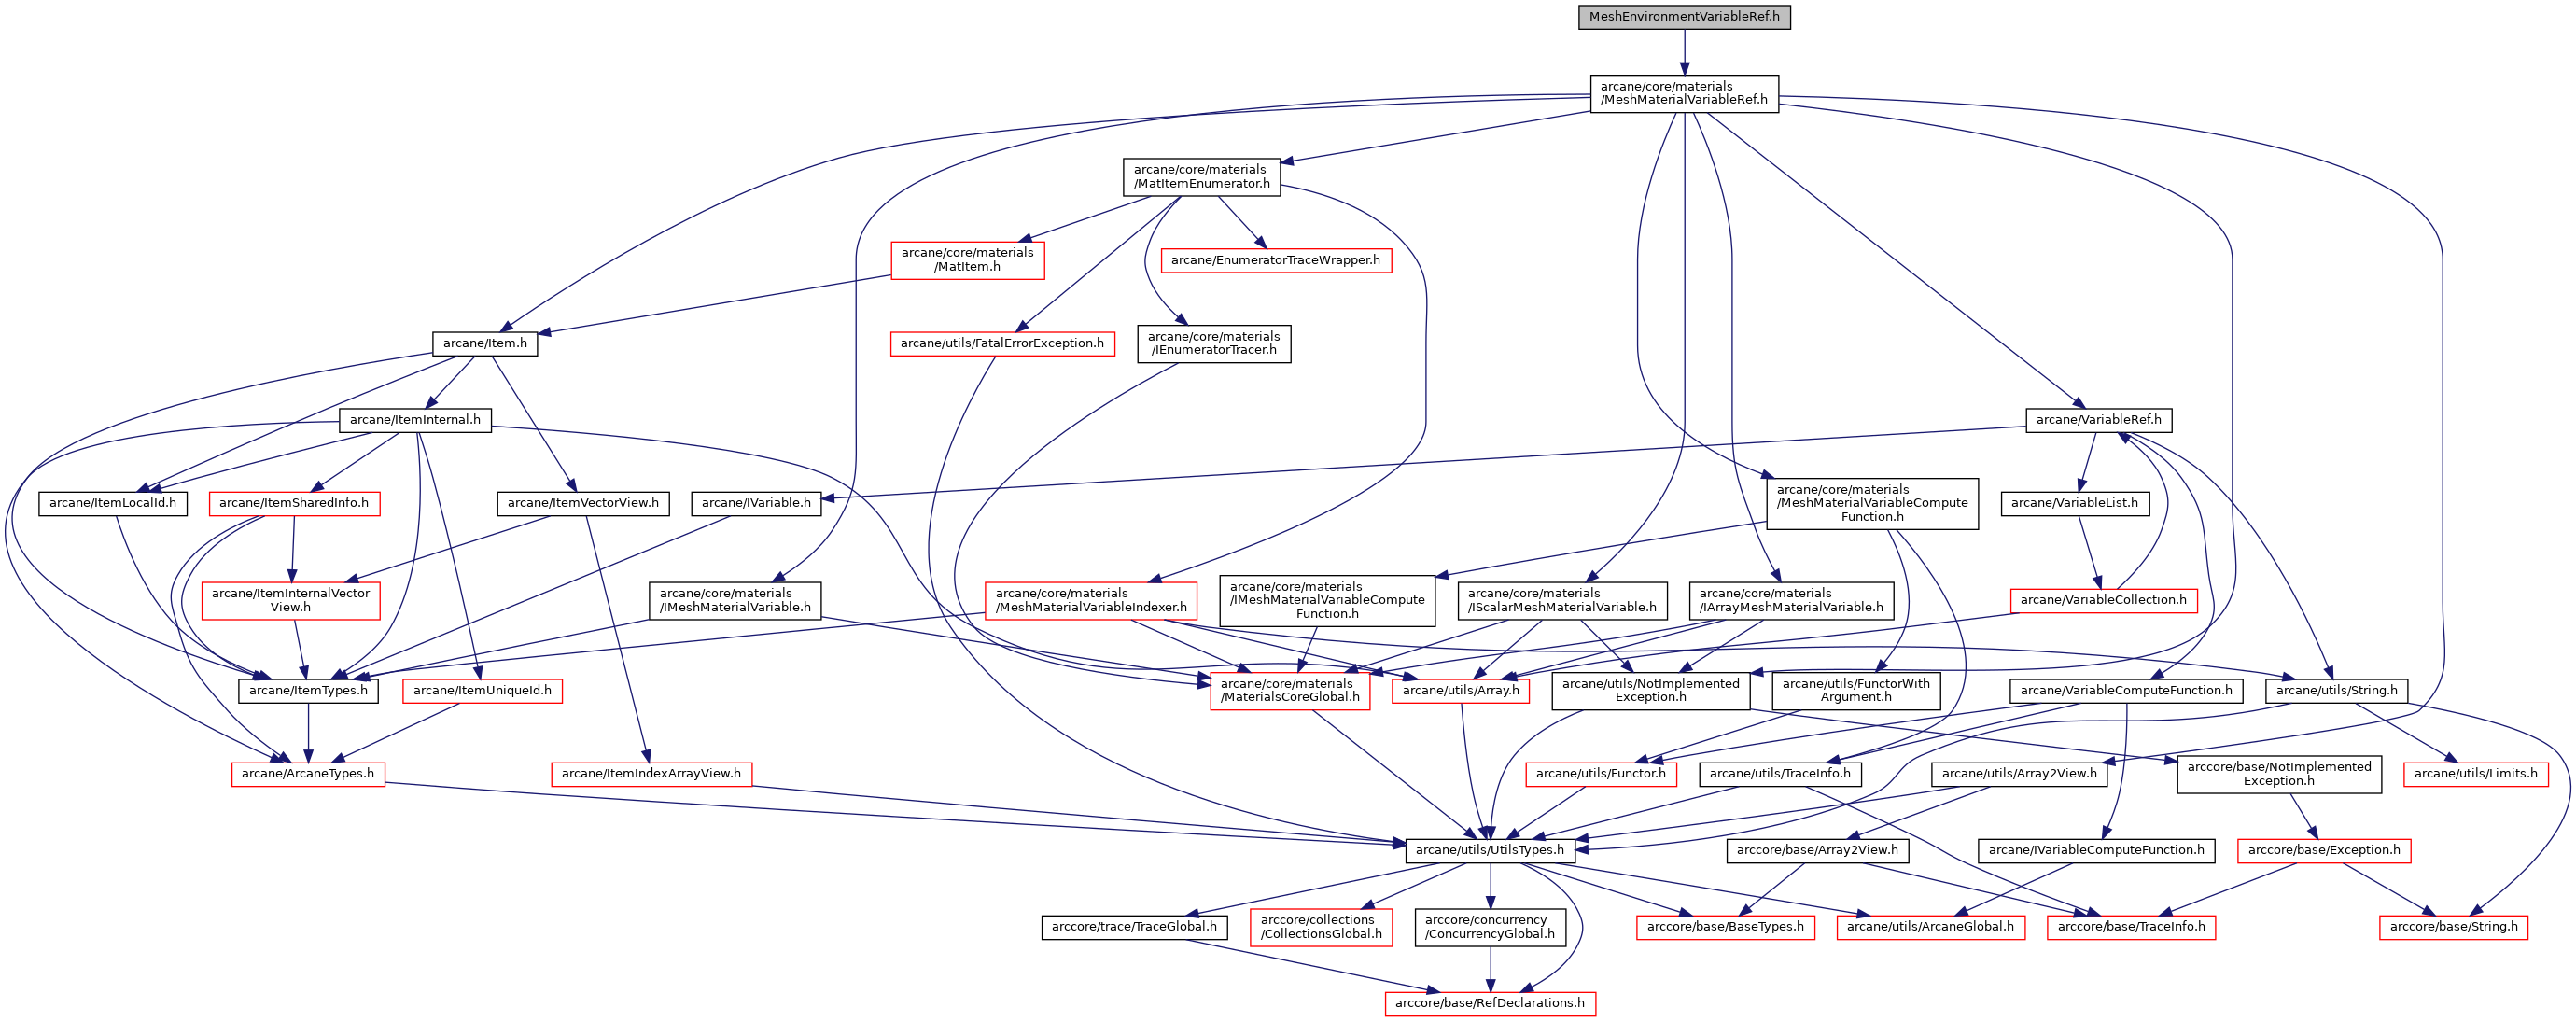 MeshEnvironmentVariableRef.h
arcane/core/materials
/MeshMaterialVariableRef.h
arcane/core/materials
/MatItemEnumerator.h
arcane/core/materials
/MatItem.h
arcane/EnumeratorTraceWrapper.h
arcane/Item.h
arcane/utils/FatalErrorException.h
arcane/core/materials
/IEnumeratorTracer.h
arcane/ItemInternal.h
arcane/VariableRef.h
arcane/ItemLocalId.h
arcane/ItemSharedInfo.h
arcane/ItemVectorView.h
arcane/IVariable.h
arcane/core/materials
/MeshMaterialVariableCompute
Function.h
arcane/VariableList.h
arcane/ItemInternalVector
View.h
arcane/core/materials
/IMeshMaterialVariable.h
arcane/core/materials
/MeshMaterialVariableIndexer.h
arcane/core/materials
/IMeshMaterialVariableCompute
Function.h
arcane/core/materials
/IScalarMeshMaterialVariable.h
arcane/core/materials
/IArrayMeshMaterialVariable.h
arcane/VariableCollection.h
arcane/ItemTypes.h
arcane/ItemUniqueId.h
arcane/core/materials
/MaterialsCoreGlobal.h
arcane/utils/Array.h
arcane/utils/NotImplemented
Exception.h
arcane/utils/FunctorWith
Argument.h
arcane/VariableComputeFunction.h
arcane/utils/String.h
arcane/ArcaneTypes.h
arcane/ItemIndexArrayView.h
arcane/utils/Functor.h
arcane/utils/TraceInfo.h
arcane/utils/Array2View.h
arccore/base/NotImplemented
Exception.h
arcane/utils/Limits.h
arcane/utils/UtilsTypes.h
arccore/base/Array2View.h
arcane/IVariableComputeFunction.h
arccore/base/Exception.h
arccore/trace/TraceGlobal.h
arccore/collections
/CollectionsGlobal.h
arccore/concurrency
/ConcurrencyGlobal.h
arccore/base/BaseTypes.h
arcane/utils/ArcaneGlobal.h
arccore/base/TraceInfo.h
arccore/base/String.h
arccore/base/RefDeclarations.h